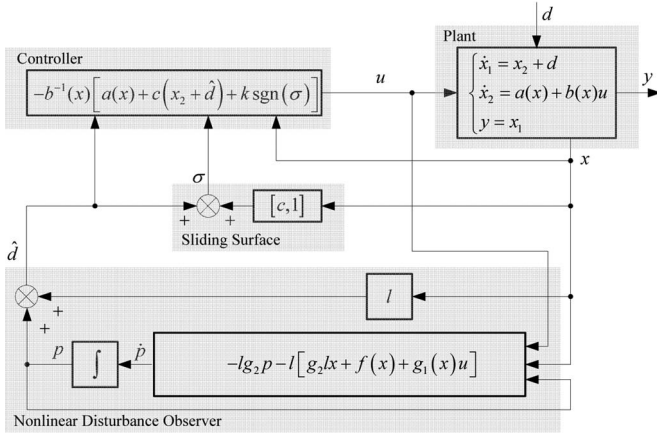 d
Plant
Controller
ẋ₁ = x₂ + d
ẋ₂ = a(x) + b(x)u
y = x₁
u
y
-b⁻¹(x)[a(x) + c(x₂ + d̂) + k sgn(σ)]
x
σ
+ + [c,1]
Sliding Surface
d̂
+
+
l
p ṗ
∫
-lg₂p - l[g₂lx + f(x) + g₁(x)u]
Nonlinear Disturbance Observer